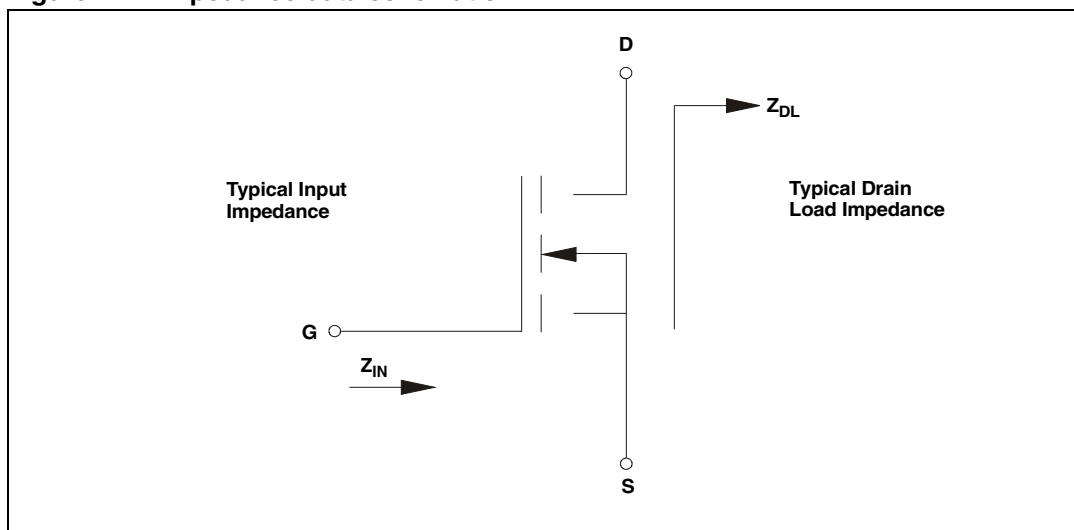 D
Z_DL
Typical Input
Impedance
Typical Drain
Load Impedance
G
Z_IN
S